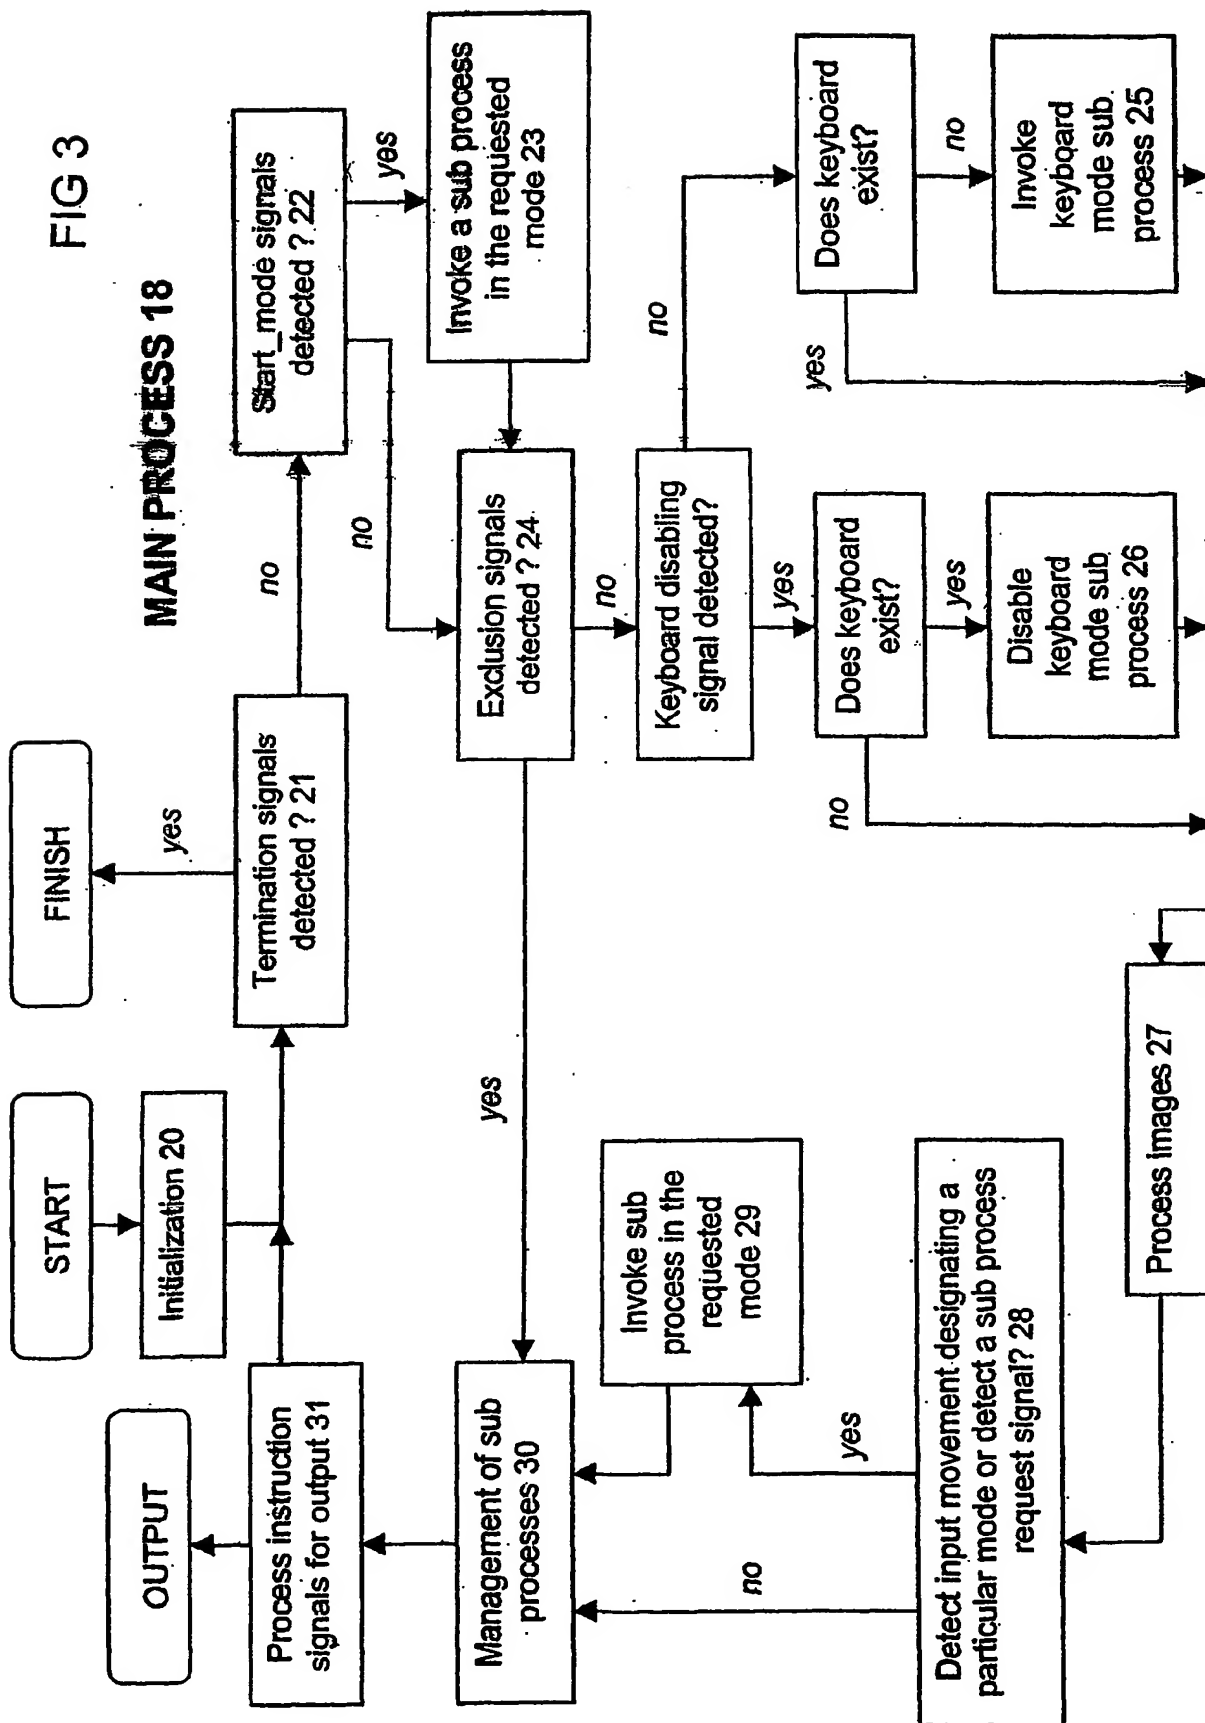 FIG 3
MAIN PROCESS 18
START
Initialization 20
FINISH
yes
Termination signals
detected ? 21
no
Start_mode signals
detected ? 22
yes
no
Invoke a sub process
in the requested
mode 23
Exclusion signals
detected ? 24
yes
no
Keyboard disabling
signal detected?
no
yes
Does keyboard
exist?
yes
no
Invoke
keyboard
mode sub
process 25
Does keyboard
exist?
no
yes
Disable
keyboard
mode sub
process 26
Process images 27
Detect input movement designating a
particular mode or detect a sub process
request signal? 28
yes
no
Invoke sub
process in the
requested
mode 29
Management of sub
processes 30
Process instruction
signals for output 31
OUTPUT